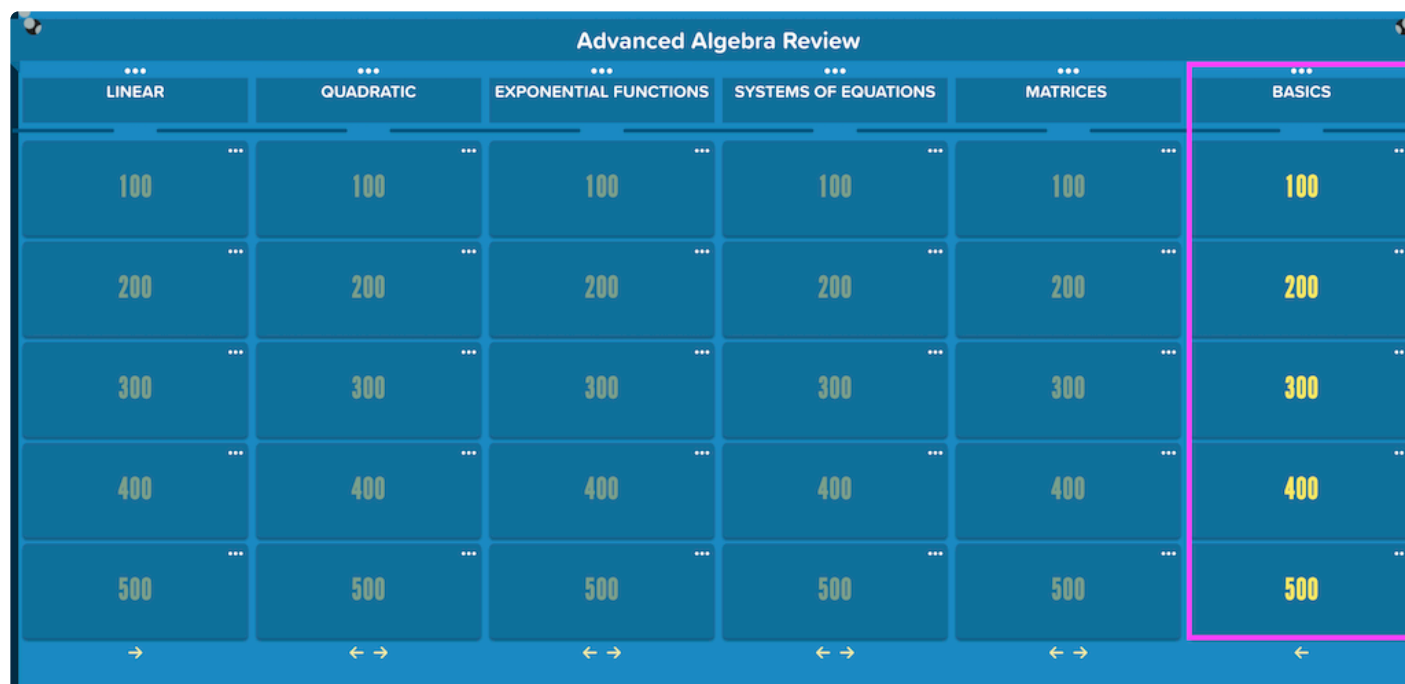 Advanced Algebra Review
LINEAR QUADRATIC EXPONENTIAL FUNCTIONS SYSTEMS OF EQUATIONS MATRICES BASICS
100 100 100 100 100 100
200 200 200 200 200 200
300 300 300 300 300 300
400 400 400 400 400 400
500 500 500 500 500 500